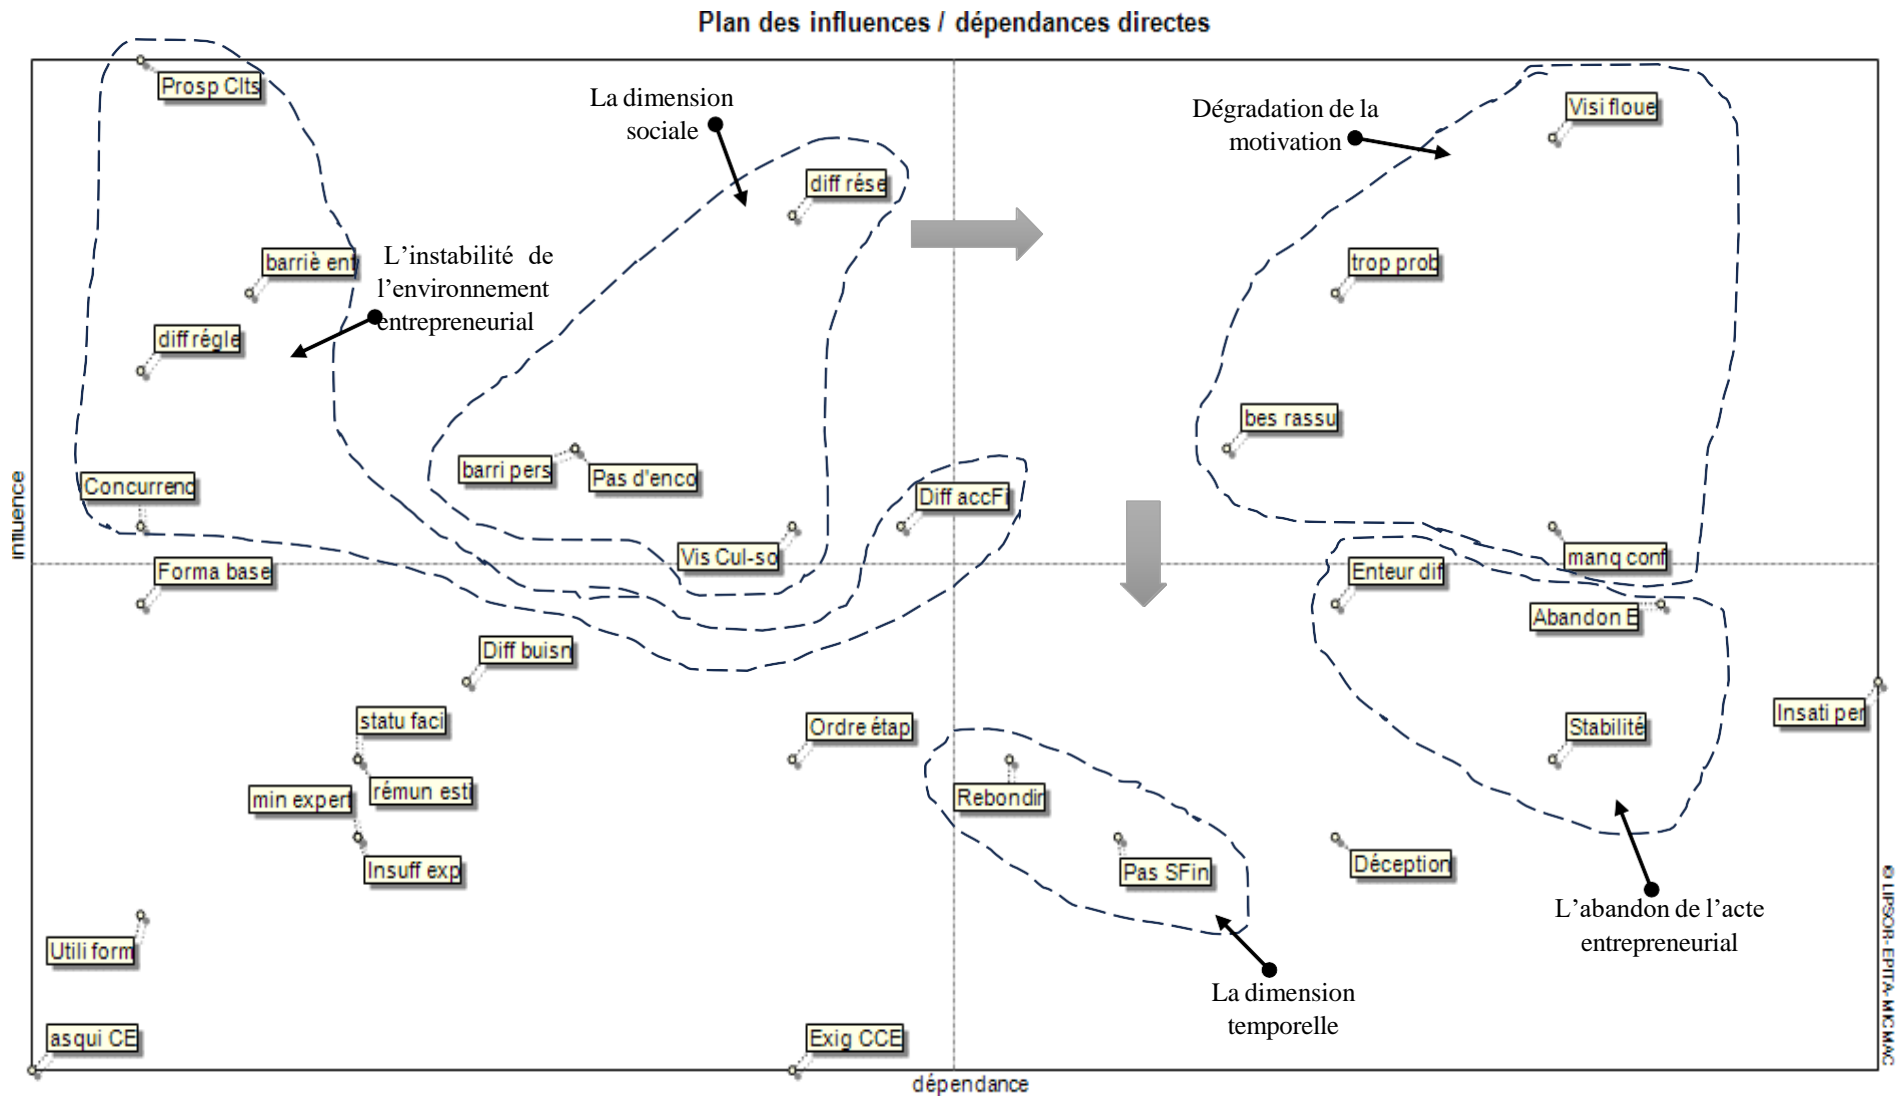 Plan des influences / dépendances directes
Prosp Clts
La dimension
sociale
Dégradation de la
motivation
Visi floue
diff rése
barriè ent
L’instabilité de
l’environnement
entrepreneurial
trop prob
diff régle
bes rassu
barri pers
Pas d'enco
Concurrenc
Diff accFi
influence
Vis Cul-so
manq conf
Forma base
Enteur dif
Abandon E
Diff buisn
statu faci
Ordre étap
Stabilité
Insati per
rémun esti
min expert
Rebondir
Insuff exp
Pas SFin
Déception
L’abandon de l’acte
entrepreneurial
Utili form
La dimension
temporelle
asqui CE
Exig CCE
dépendance
© LIPSOR-EPITA-MICMAC